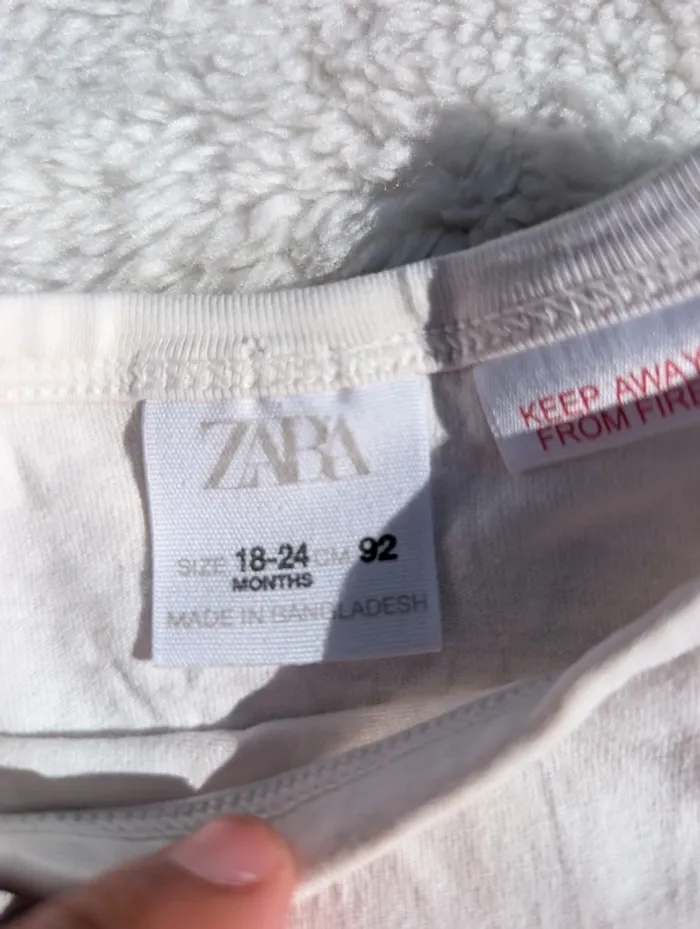 ZARA
SIZE 18-24 CM 92
MONTHS
MADE IN BANGLADESH
KEEP AWAY
FROM FIRE